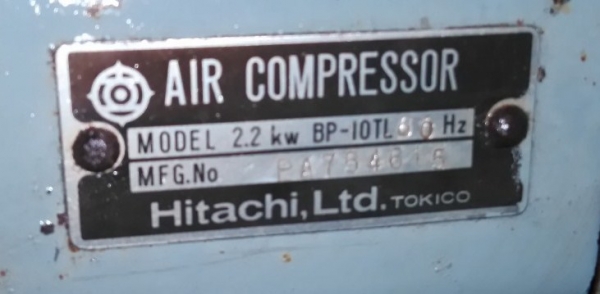 AIR COMPRESSOR
MODEL 2.2 kw BP-10TL Hz
MFG.No
Hitachi, Ltd. TOKICO